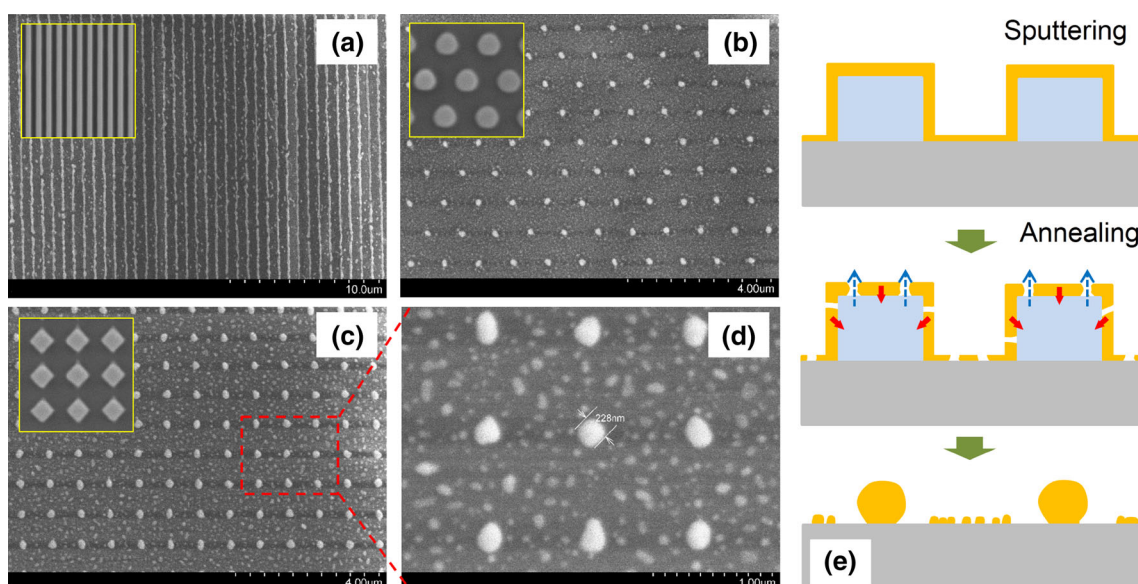 (a)
10.0um
(b)
4.00um
(c)
4.00um
(d)
228nm
1.00um
Sputtering
Annealing
(e)